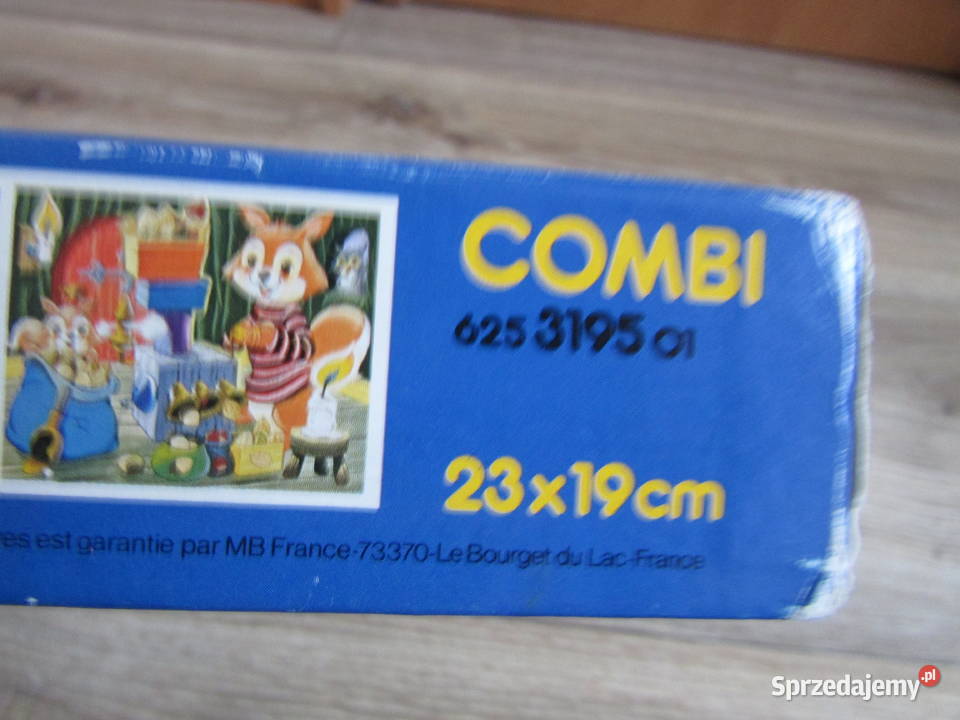 COMBI
625 3195 01
23x19cm
res est garantie par MB France-73370-Le Bourget du Lac-France
Sprzedajemy.pl